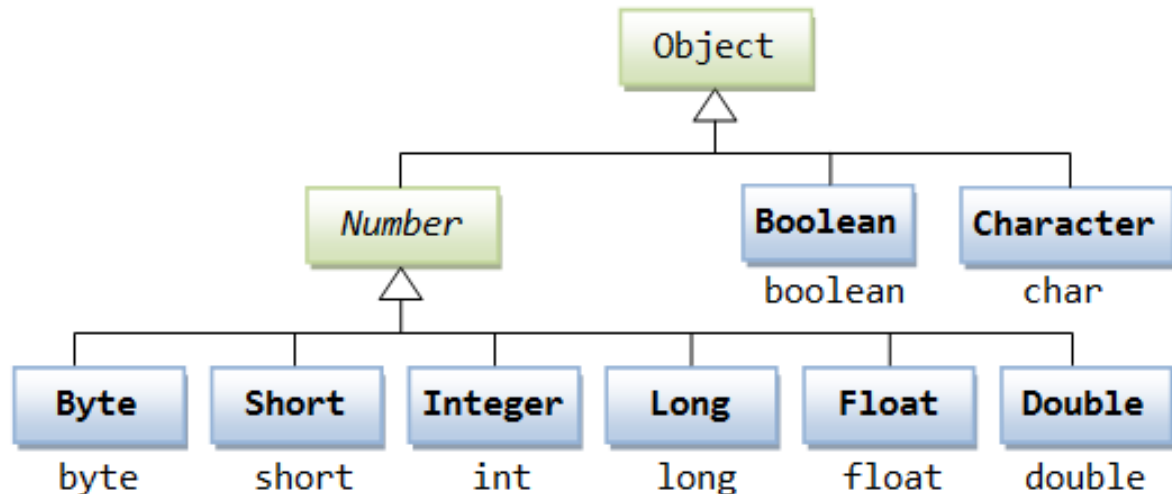 Object
Number
Boolean
Character
boolean
char
Byte
Short
Integer
Long
Float
Double
byte
short
int
long
float
double